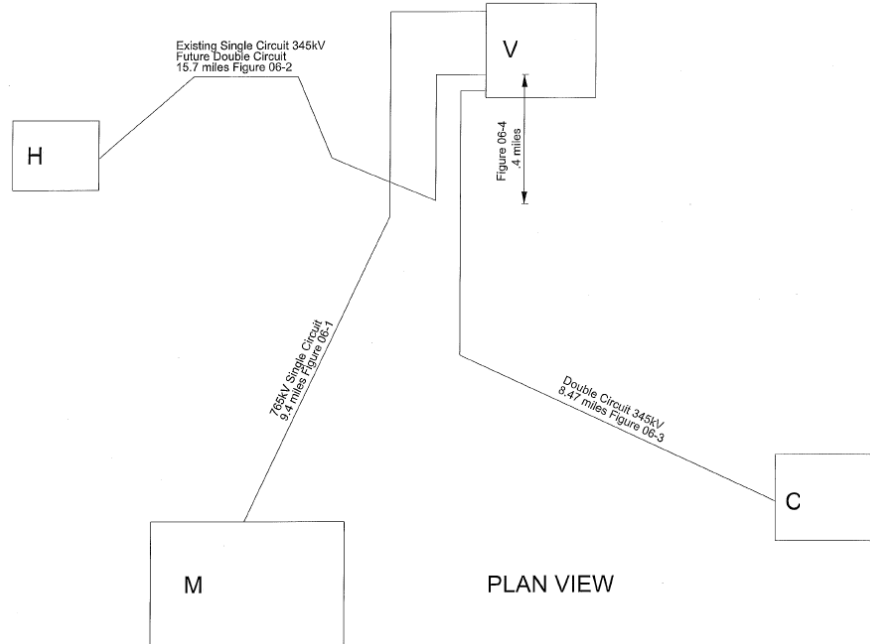 Existing Single Circuit 345kV
Future Double Circuit
15.7 miles Figure 06-2
V
H
Figure 06-4
.4 miles
765kV Single Circuit
9.4 miles Figure 06-1
Double Circuit 345kV
8.47 miles Figure 06-3
C
M
PLAN VIEW